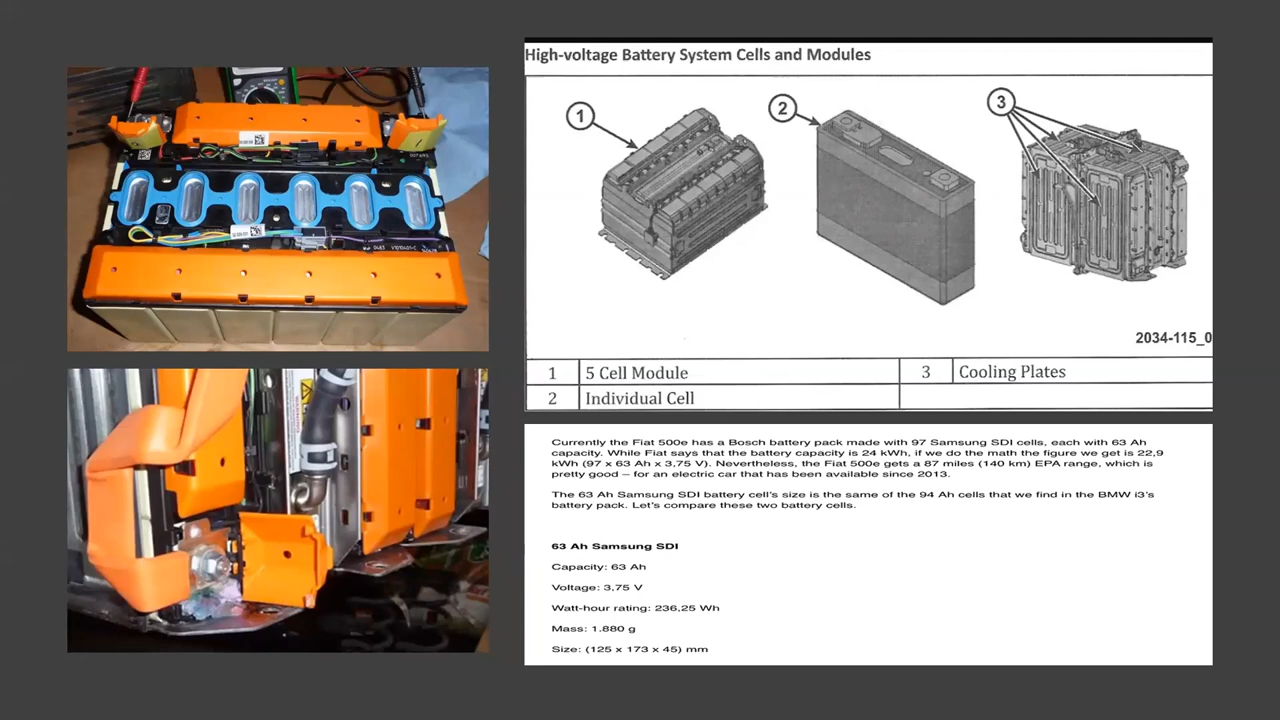 High-voltage Battery System Cells and Modules
1
2
3
2034-115_0
1 5 Cell Module 3 Cooling Plates
2 Individual Cell
Currently the Fiat 500e has a Bosch battery pack made with 97 Samsung SDI cells, each with 63 Ah
capacity. While Fiat says that the battery capacity is 24 kWh, if we do the math the figure we get is 22,9
kWh (97 x 63 Ah x 3,75 V). Nevertheless, the Fiat 500e gets a 87 miles (140 km) EPA range, which is
pretty good – for an electric car that has been available since 2013.
The 63 Ah Samsung SDI battery cell's size is the same of the 94 Ah cells that we find in the BMW i3's
battery pack. Let's compare these two battery cells.
63 Ah Samsung SDI
Capacity: 63 Ah
Voltage: 3,75 V
Watt-hour rating: 236,25 Wh
Mass: 1.880 g
Size: (125 x 173 x 45) mm